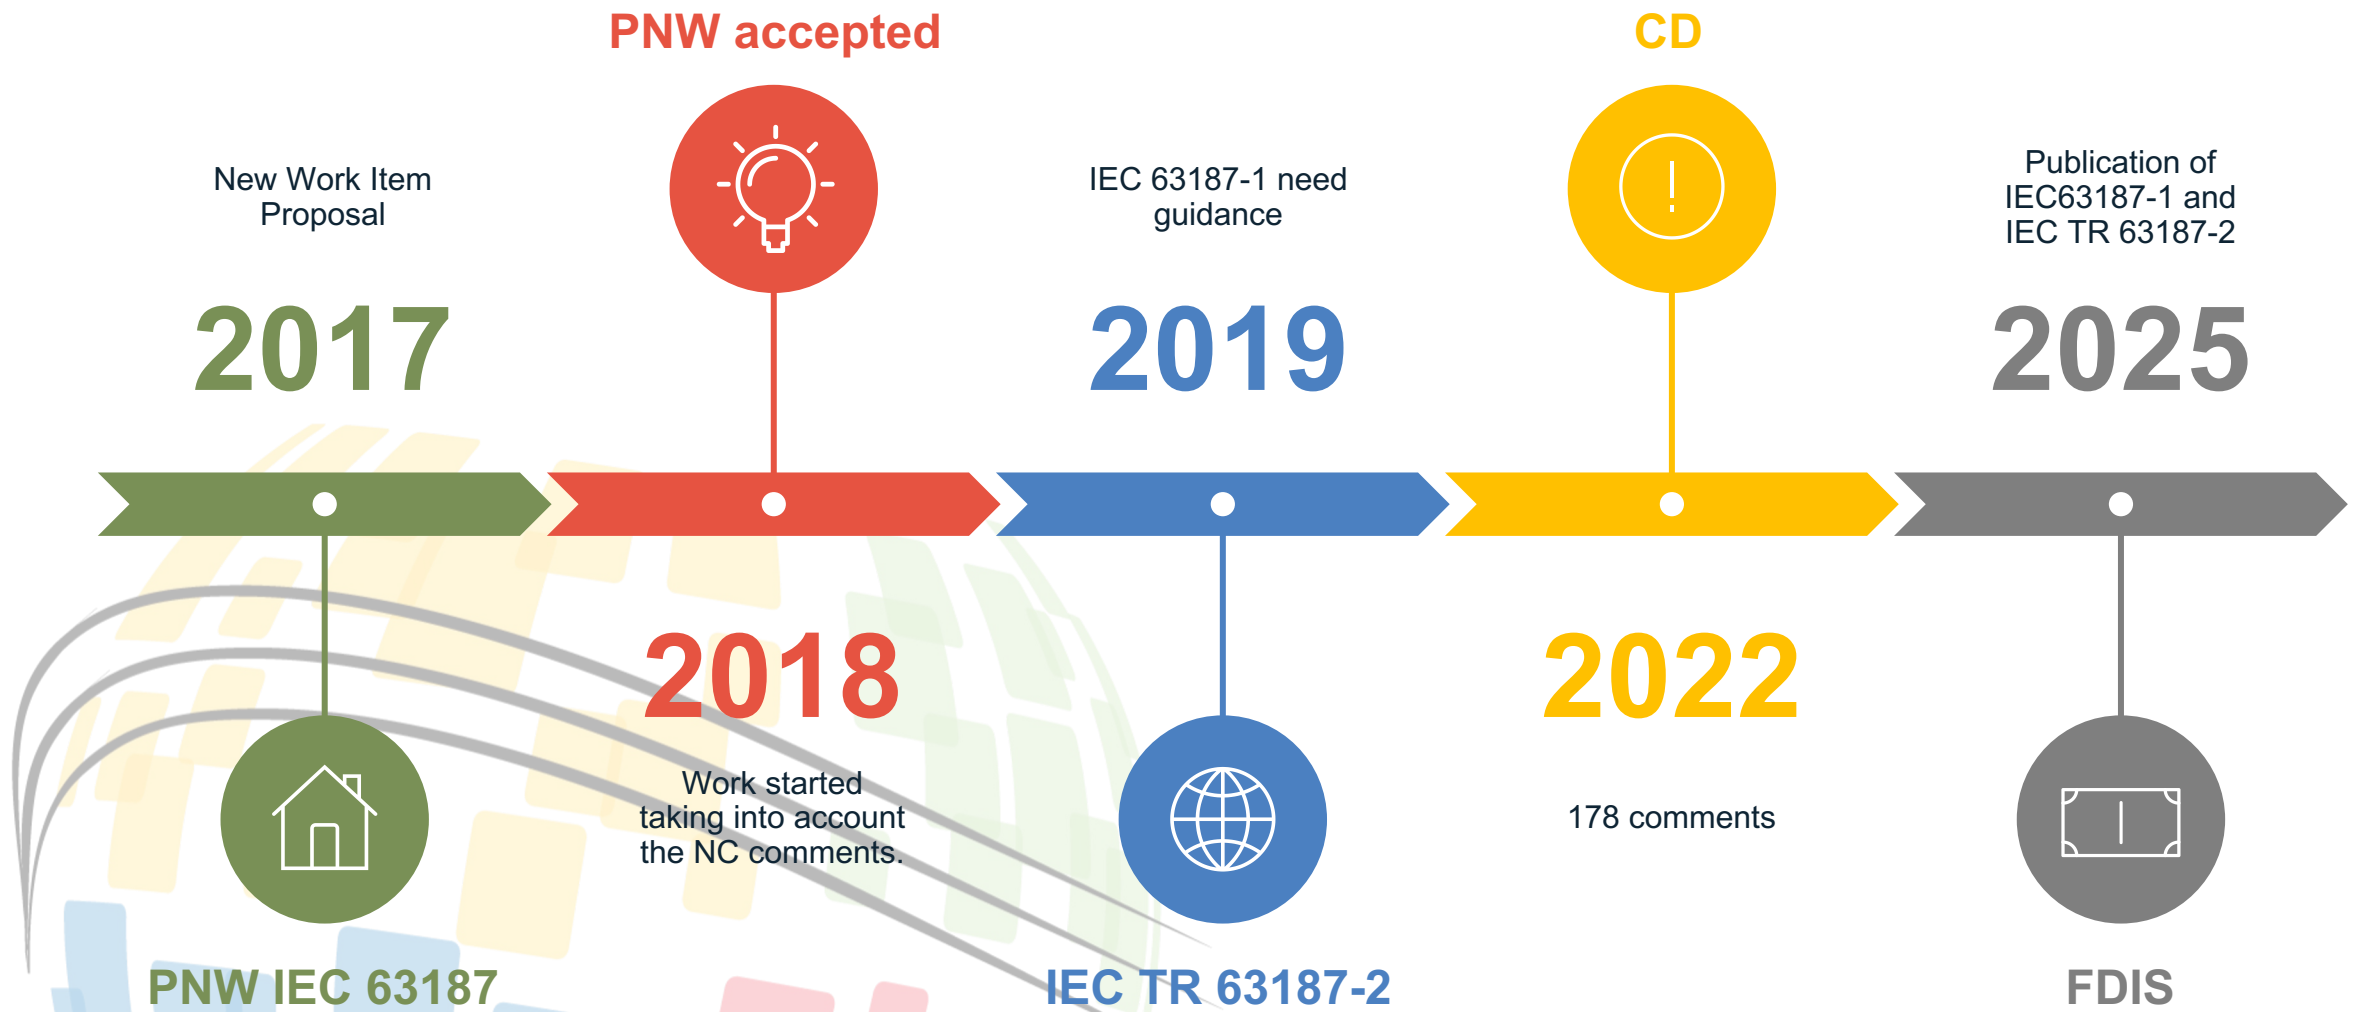 New Work Item
Proposal
2017
PNW IEC 63187
PNW accepted
2018
Work started
taking into account
the NC comments.
IEC 63187-1 need
guidance
2019
IEC TR 63187-2
CD
2022
178 comments
Publication of
IEC63187-1 and
IEC TR 63187-2
2025
FDIS